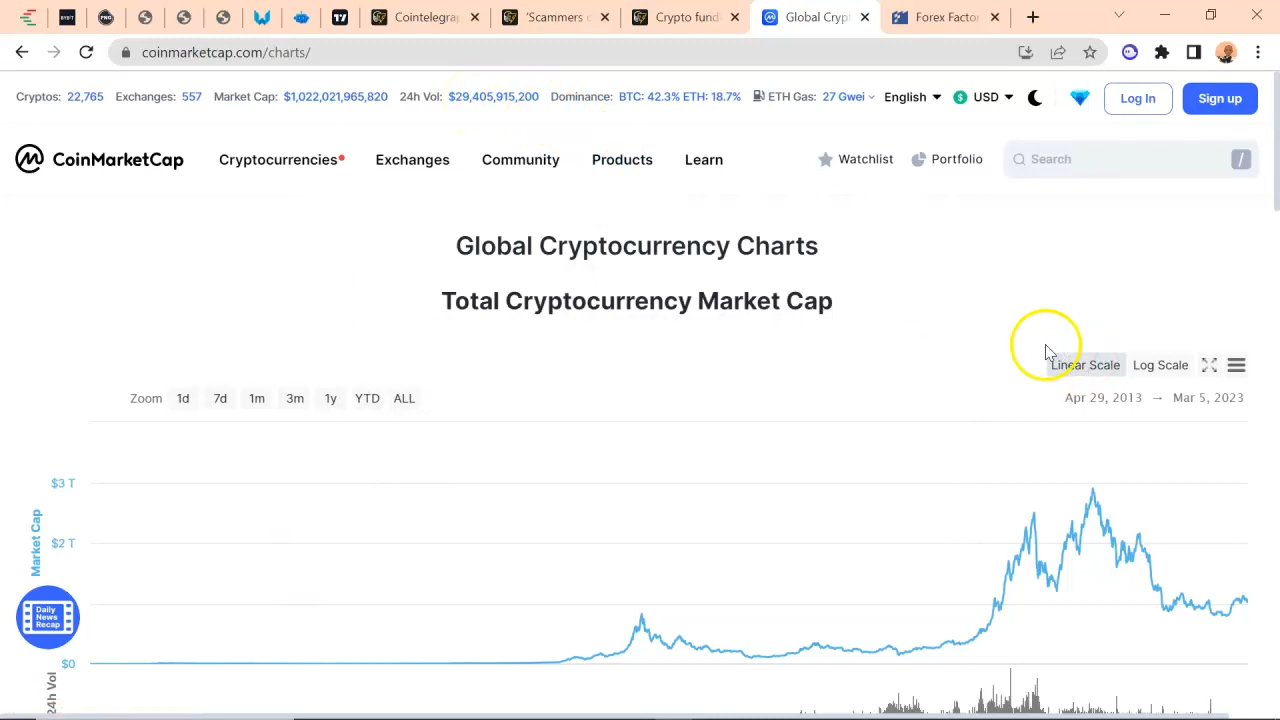 Cointelegr
'Scammers c
Crypto fund
Global Cryp
Forex Facto
coinmarketcap.com/charts/
Cryptos: 22,765 Exchanges: 557 Market Cap: $1,022,021,965,820 24h Vol: $29,405,915,200 Dominance: BTC: 42.3% ETH: 18.7% ETH Gas: 27 Gwei English USD Log In Sign up
CoinMarketCap Cryptocurrencies Exchanges Community Products Learn Watchlist Portfolio Search /
Global Cryptocurrency Charts
Total Cryptocurrency Market Cap
Linear Scale Log Scale
Zoom 1d 7d 1m 3m 1y YTD ALL Apr 29, 2013 → Mar 5, 2023
$3 T
$2 T
Market Cap
Daily
News
Recap
$0
24h Vol